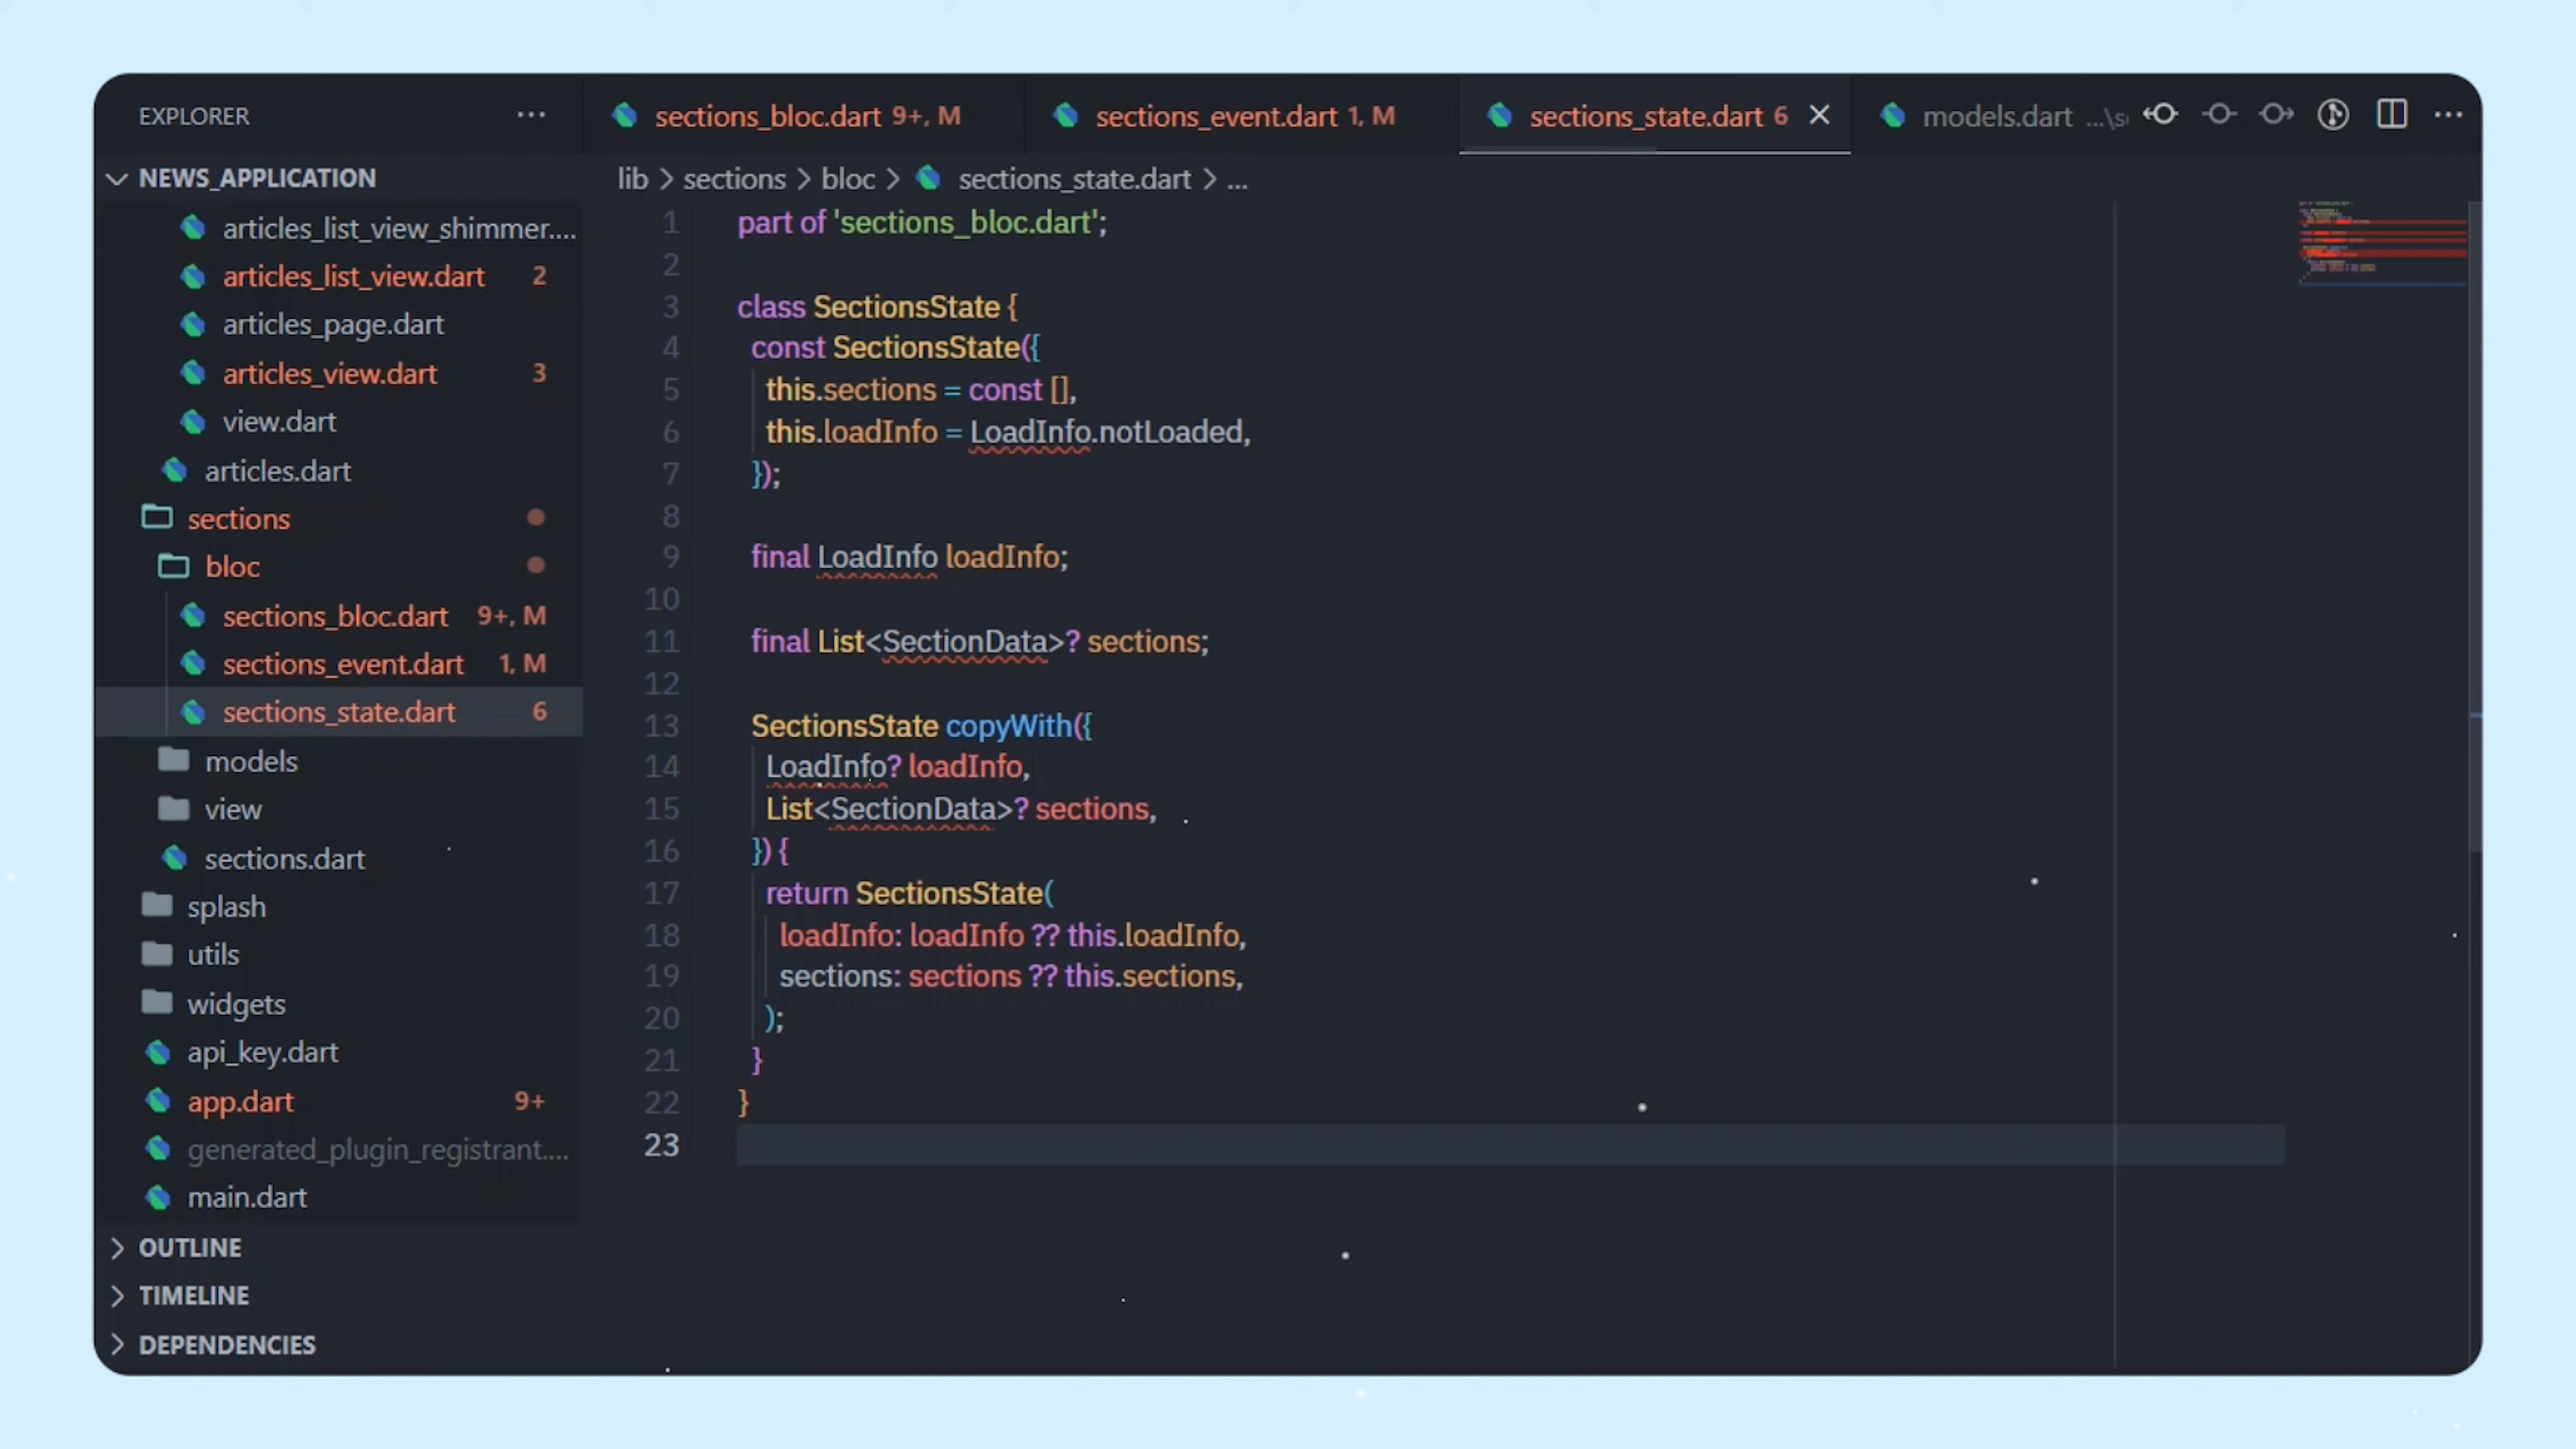 EXPLORER ...
sections_bloc.dart 9+, M
sections_event.dart 1, M
sections_state.dart 6
models.dart ...\s
NEWS_APPLICATION
lib > sections > bloc > sections_state.dart > ...
articles_list_view_shimmer....
articles_list_view.dart 2
articles_page.dart
articles_view.dart 3
view.dart
articles.dart
sections
bloc
sections_bloc.dart 9+, M
sections_event.dart 1, M
sections_state.dart 6
models
view
sections.dart
splash
utils
widgets
api_key.dart
app.dart 9+
generated_plugin_registrant....
main.dart
OUTLINE
TIMELINE
DEPENDENCIES
1 part of 'sections_bloc.dart';
2
3 class SectionsState {
4 const SectionsState({
5 this.sections = const [],
6 this.loadInfo = LoadInfo.notLoaded,
7 });
8
9 final LoadInfo loadInfo;
10
11 final List<SectionData>? sections;
12
13 SectionsState copyWith({
14 LoadInfo? loadInfo,
15 List<SectionData>? sections,
16 }) {
17 return SectionsState(
18 loadInfo: loadInfo ?? this.loadInfo,
19 sections: sections ?? this.sections,
20 );
21 }
22 }
23